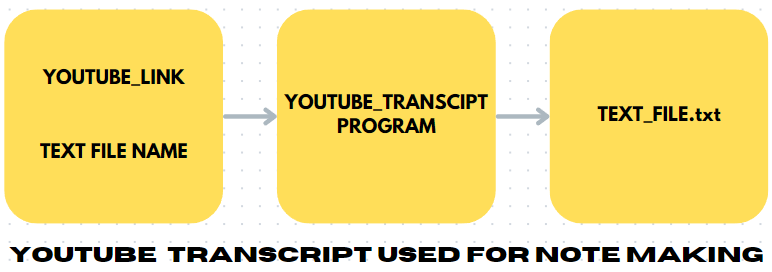 YOUTUBE_LINK
TEXT FILE NAME
YOUTUBE_TRANSCIPT
PROGRAM
TEXT_FILE.txt
YOUTUBE TRANSCRIPT USED FOR NOTE MAKING